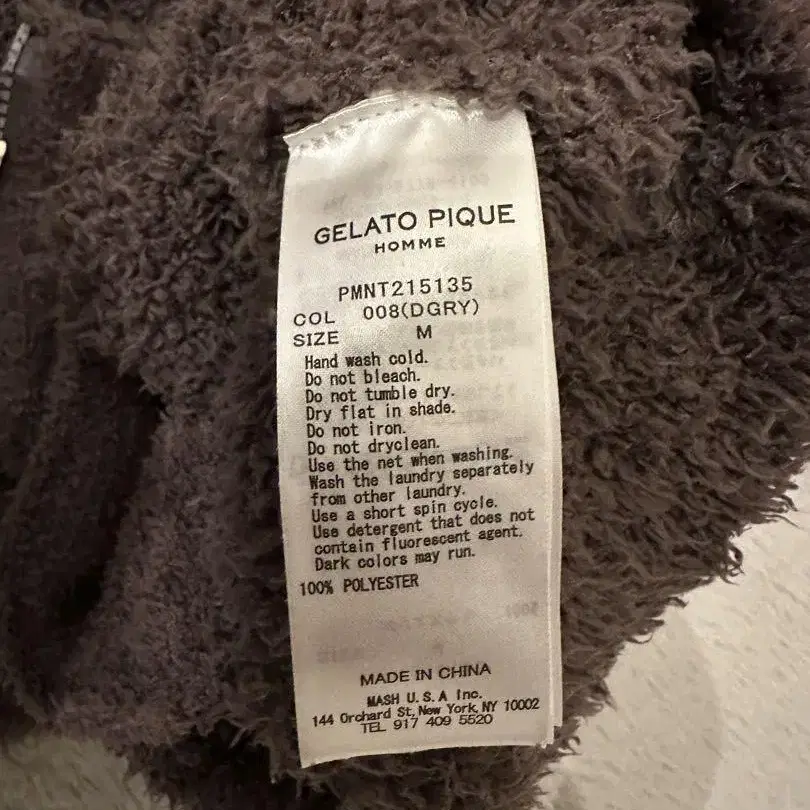 GELATO PIQUE
HOMME
PMNT215135
COL 008(DGRY)
SIZE M
Hand wash cold.
Do not bleach.
Do not tumble dry.
Dry flat in shade.
Do not iron.
Do not dryclean.
Use the net when washing.
Wash the laundry separately
from other laundry.
Use a short spin cycle.
Use detergent that does not
contain fluorescent agent.
Dark colors may run.
100% POLYESTER
MADE IN CHINA
MASH U.S.A Inc.
144 Orchard St, New York, NY 10002
TEL 917 409 5520